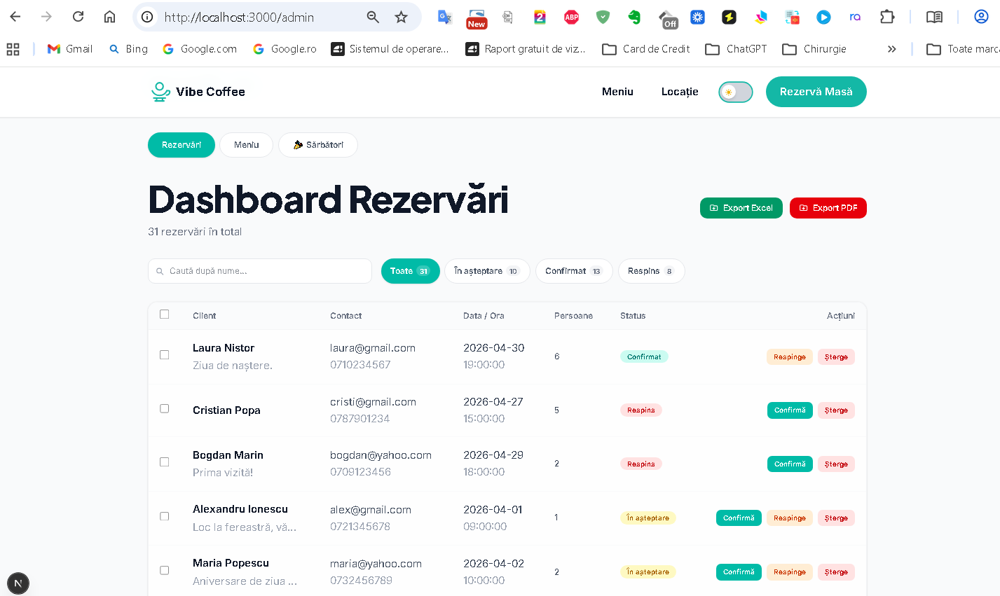 http://localhost:3000/admin
New
2
ABP
Off
ra
Gmail
Bing
Google.com
Google.ro
Sistemul de operare...
Raport gratuit de viz...
Card de Credit
ChatGPT
Chirurgie
Toate marca
Vibe Coffee
Meniu
Locație
Rezervă Masă
Rezervări
Meniu
Sărbători
Dashboard Rezervări
31 rezervări în total
Export Excel
Export PDF
Caută după nume...
Toate 31
În așteptare 10
Confirmat 13
Respins 8
Client Contact Data / Ora Persoane Status Acțiuni
Laura Nistor laura@gmail.com 2026-04-30 6 Confirmat Respinge Șterge
Ziua de naștere. 0710234567 19:00:00
Cristian Popa cristi@gmail.com 2026-04-27 5 Respins Confirmă Șterge
0787901234 15:00:00
Bogdan Marin bogdan@yahoo.com 2026-04-29 2 Respins Confirmă Șterge
Prima vizită! 0709123456 18:00:00
Alexandru Ionescu alex@gmail.com 2026-04-01 1 În așteptare Confirmă Respinge Șterge
Loc la fereastră, vă... 0721345678 09:00:00
Maria Popescu maria@yahoo.com 2026-04-02 2 În așteptare Confirmă Respinge Șterge
Aniversare de ziua ... 0732456789 10:00:00
N